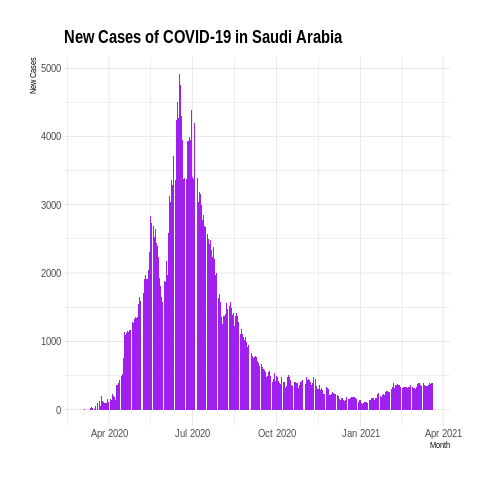 New Cases of COVID-19 in Saudi Arabia
New Cases
5000
4000
3000
2000
1000
0
Apr 2020 Jul 2020 Oct 2020 Jan 2021 Apr 2021
Month